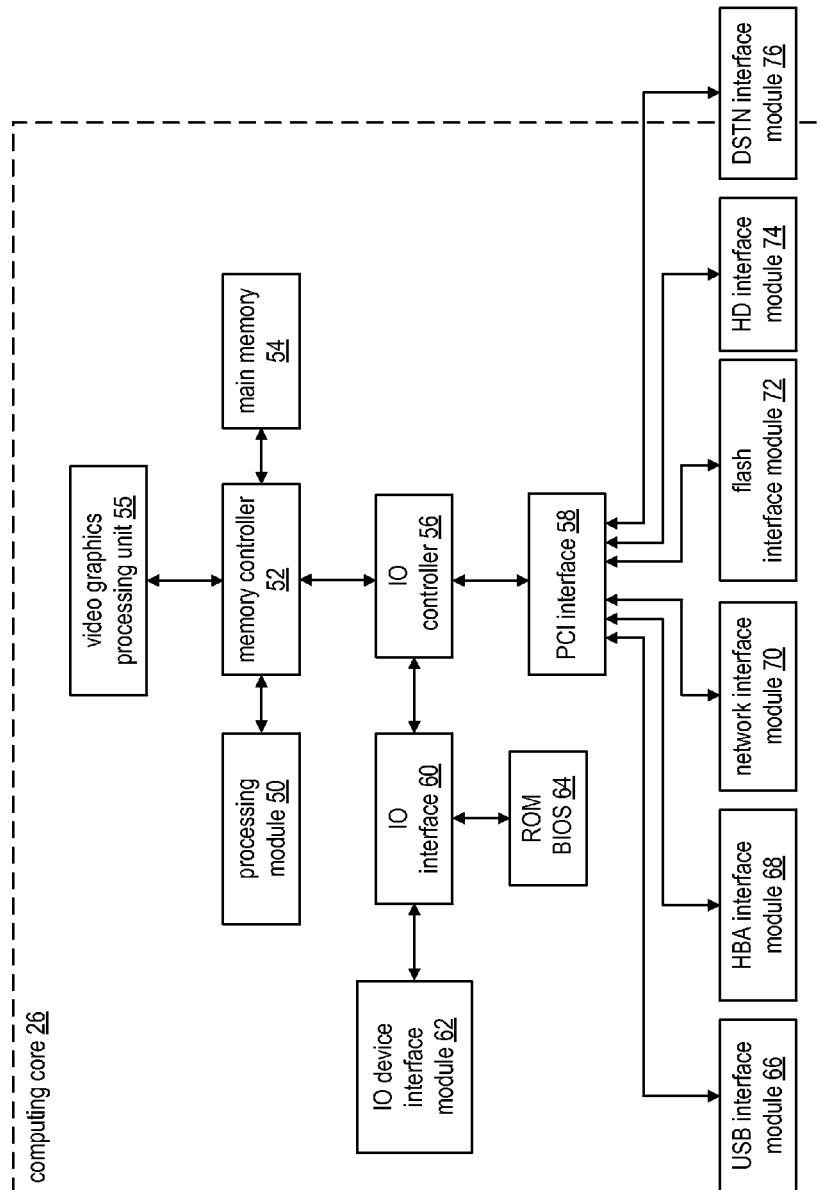 computing core 26
video graphics
processing unit 55
processing
module 50
memory controller
52
main memory
54
IO device
interface
module 62
IO
interface 60
IO
controller 56
ROM
BIOS 64
PCI interface 58
USB interface
module 66
HBA interface
module 68
network interface
module 70
flash
interface module 72
HD interface
module 74
DSTN interface
module 76